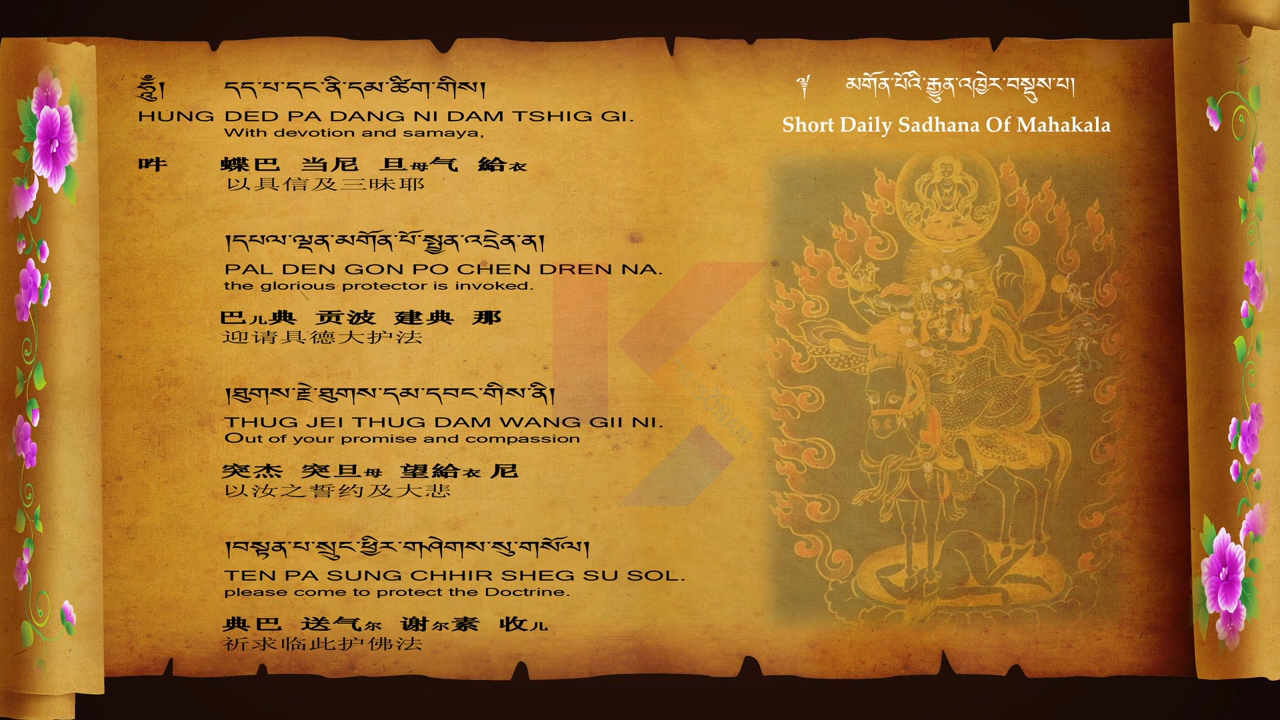 ཧཱུྂ།   དད་པ་དང་ནི་དམ་ཚིག་གིས།
HUNG DED PA DANG NI DAM TSHIG GI.
With devotion and samaya,
吽 蝶巴 当尼 旦母气 給衣
以具信及三昧耶
།དཔལ་ལྡན་མགོན་པོ་སྤྱན་འདྲེན་ན།
PAL DEN GON PO CHEN DREN NA.
the glorious protector is invoked.
巴儿典 贡波 建典 那
迎请具德大护法
།ཐུགས་རྗེ་ཐུགས་དམ་དབང་གིས་ནི།
THUG JEI THUG DAM WANG GII NI.
Out of your promise and compassion
突杰 突旦母 望給衣 尼
以汝之誓约及大悲
།བསྟན་པ་སྲུང་ཕྱིར་གཤེགས་སུ་གསོལ།
TEN PA SUNG CHHIR SHEG SU SOL.
please come to protect the Doctrine.
典巴 送气尔 谢尔素 收儿
祈求临此护佛法
༄ མགོན་པོའི་རྒྱུན་འཁྱེར་བསྡུས་པ།
Short Daily Sadhana Of Mahakala